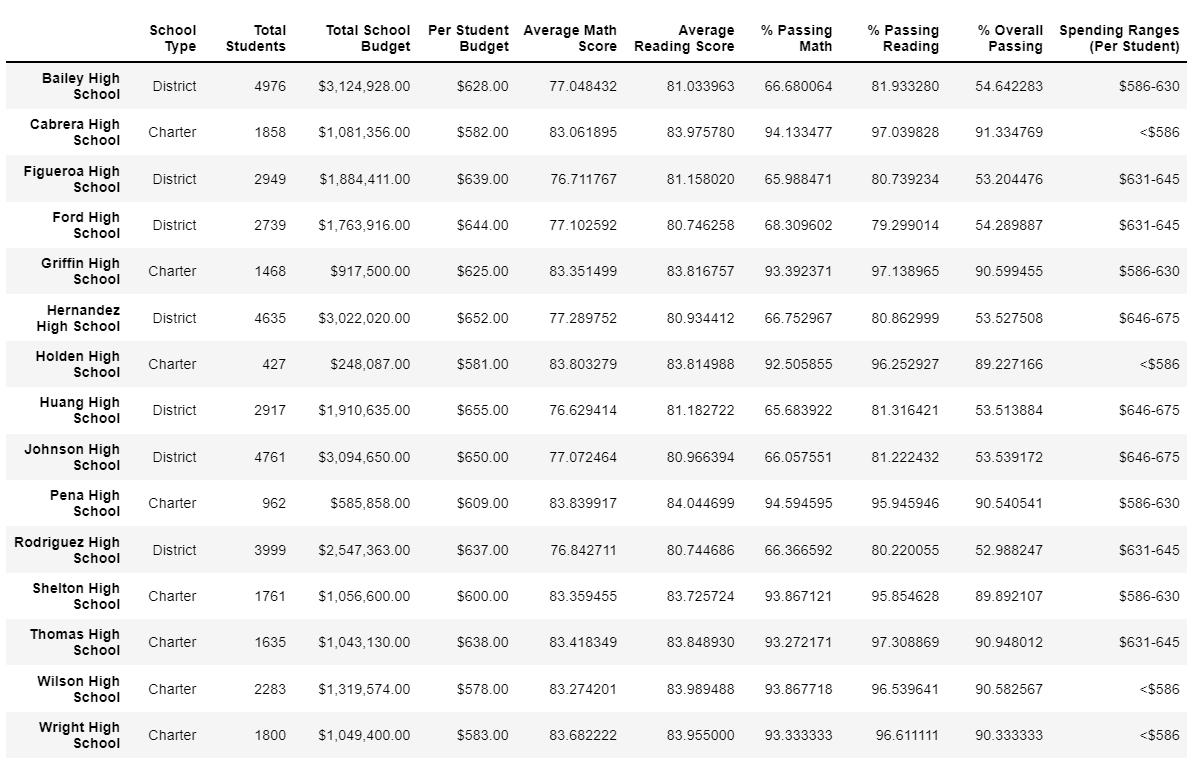 School Type Total Students Total School Budget Per Student Budget Average Math Score Average Reading Score % Passing Math % Passing Reading % Overall Passing Spending Ranges (Per Student)
Bailey High School District 4976 $3,124,928.00 $628.00 77.048432 81.033963 66.680064 81.933280 54.642283 $586-630
Cabrera High School Charter 1858 $1,081,356.00 $582.00 83.061895 83.975780 94.133477 97.039828 91.334769 <$586
Figueroa High School District 2949 $1,884,411.00 $639.00 76.711767 81.158020 65.988471 80.739234 53.204476 $631-645
Ford High School District 2739 $1,763,916.00 $644.00 77.102592 80.746258 68.309602 79.299014 54.289887 $631-645
Griffin High School Charter 1468 $917,500.00 $625.00 83.351499 83.816757 93.392371 97.138965 90.599455 $586-630
Hernandez High School District 4635 $3,022,020.00 $652.00 77.289752 80.934412 66.752967 80.862999 53.527508 $646-675
Holden High School Charter 427 $248,087.00 $581.00 83.803279 83.814988 92.505855 96.252927 89.227166 <$586
Huang High School District 2917 $1,910,635.00 $655.00 76.629414 81.182722 65.683922 81.316421 53.513884 $646-675
Johnson High School District 4761 $3,094,650.00 $650.00 77.072464 80.966394 66.057551 81.222432 53.539172 $646-675
Pena High School Charter 962 $585,858.00 $609.00 83.839917 84.044699 94.594595 95.945946 90.540541 $586-630
Rodriguez High School District 3999 $2,547,363.00 $637.00 76.842711 80.744686 66.366592 80.220055 52.988247 $631-645
Shelton High School Charter 1761 $1,056,600.00 $600.00 83.359455 83.725724 93.867121 95.854628 89.892107 $586-630
Thomas High School Charter 1635 $1,043,130.00 $638.00 83.418349 83.848930 93.272171 97.308869 90.948012 $631-645
Wilson High School Charter 2283 $1,319,574.00 $578.00 83.274201 83.989488 93.867718 96.539641 90.582567 <$586
Wright High School Charter 1800 $1,049,400.00 $583.00 83.682222 83.955000 93.333333 96.611111 90.333333 <$586